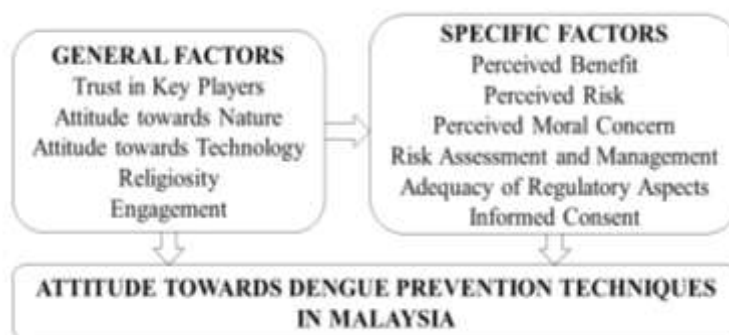 GENERAL FACTORS
Trust in Key Players
Attitude towards Nature
Attitude towards Technology
Religiosity
Engagement
SPECIFIC FACTORS
Perceived Benefit
Perceived Risk
Perceived Moral Concern
Risk Assessment and Management
Adequacy of Regulatory Aspects
Informed Consent
ATTITUDE TOWARDS DENGUE PREVENTION TECHNIQUES
IN MALAYSIA